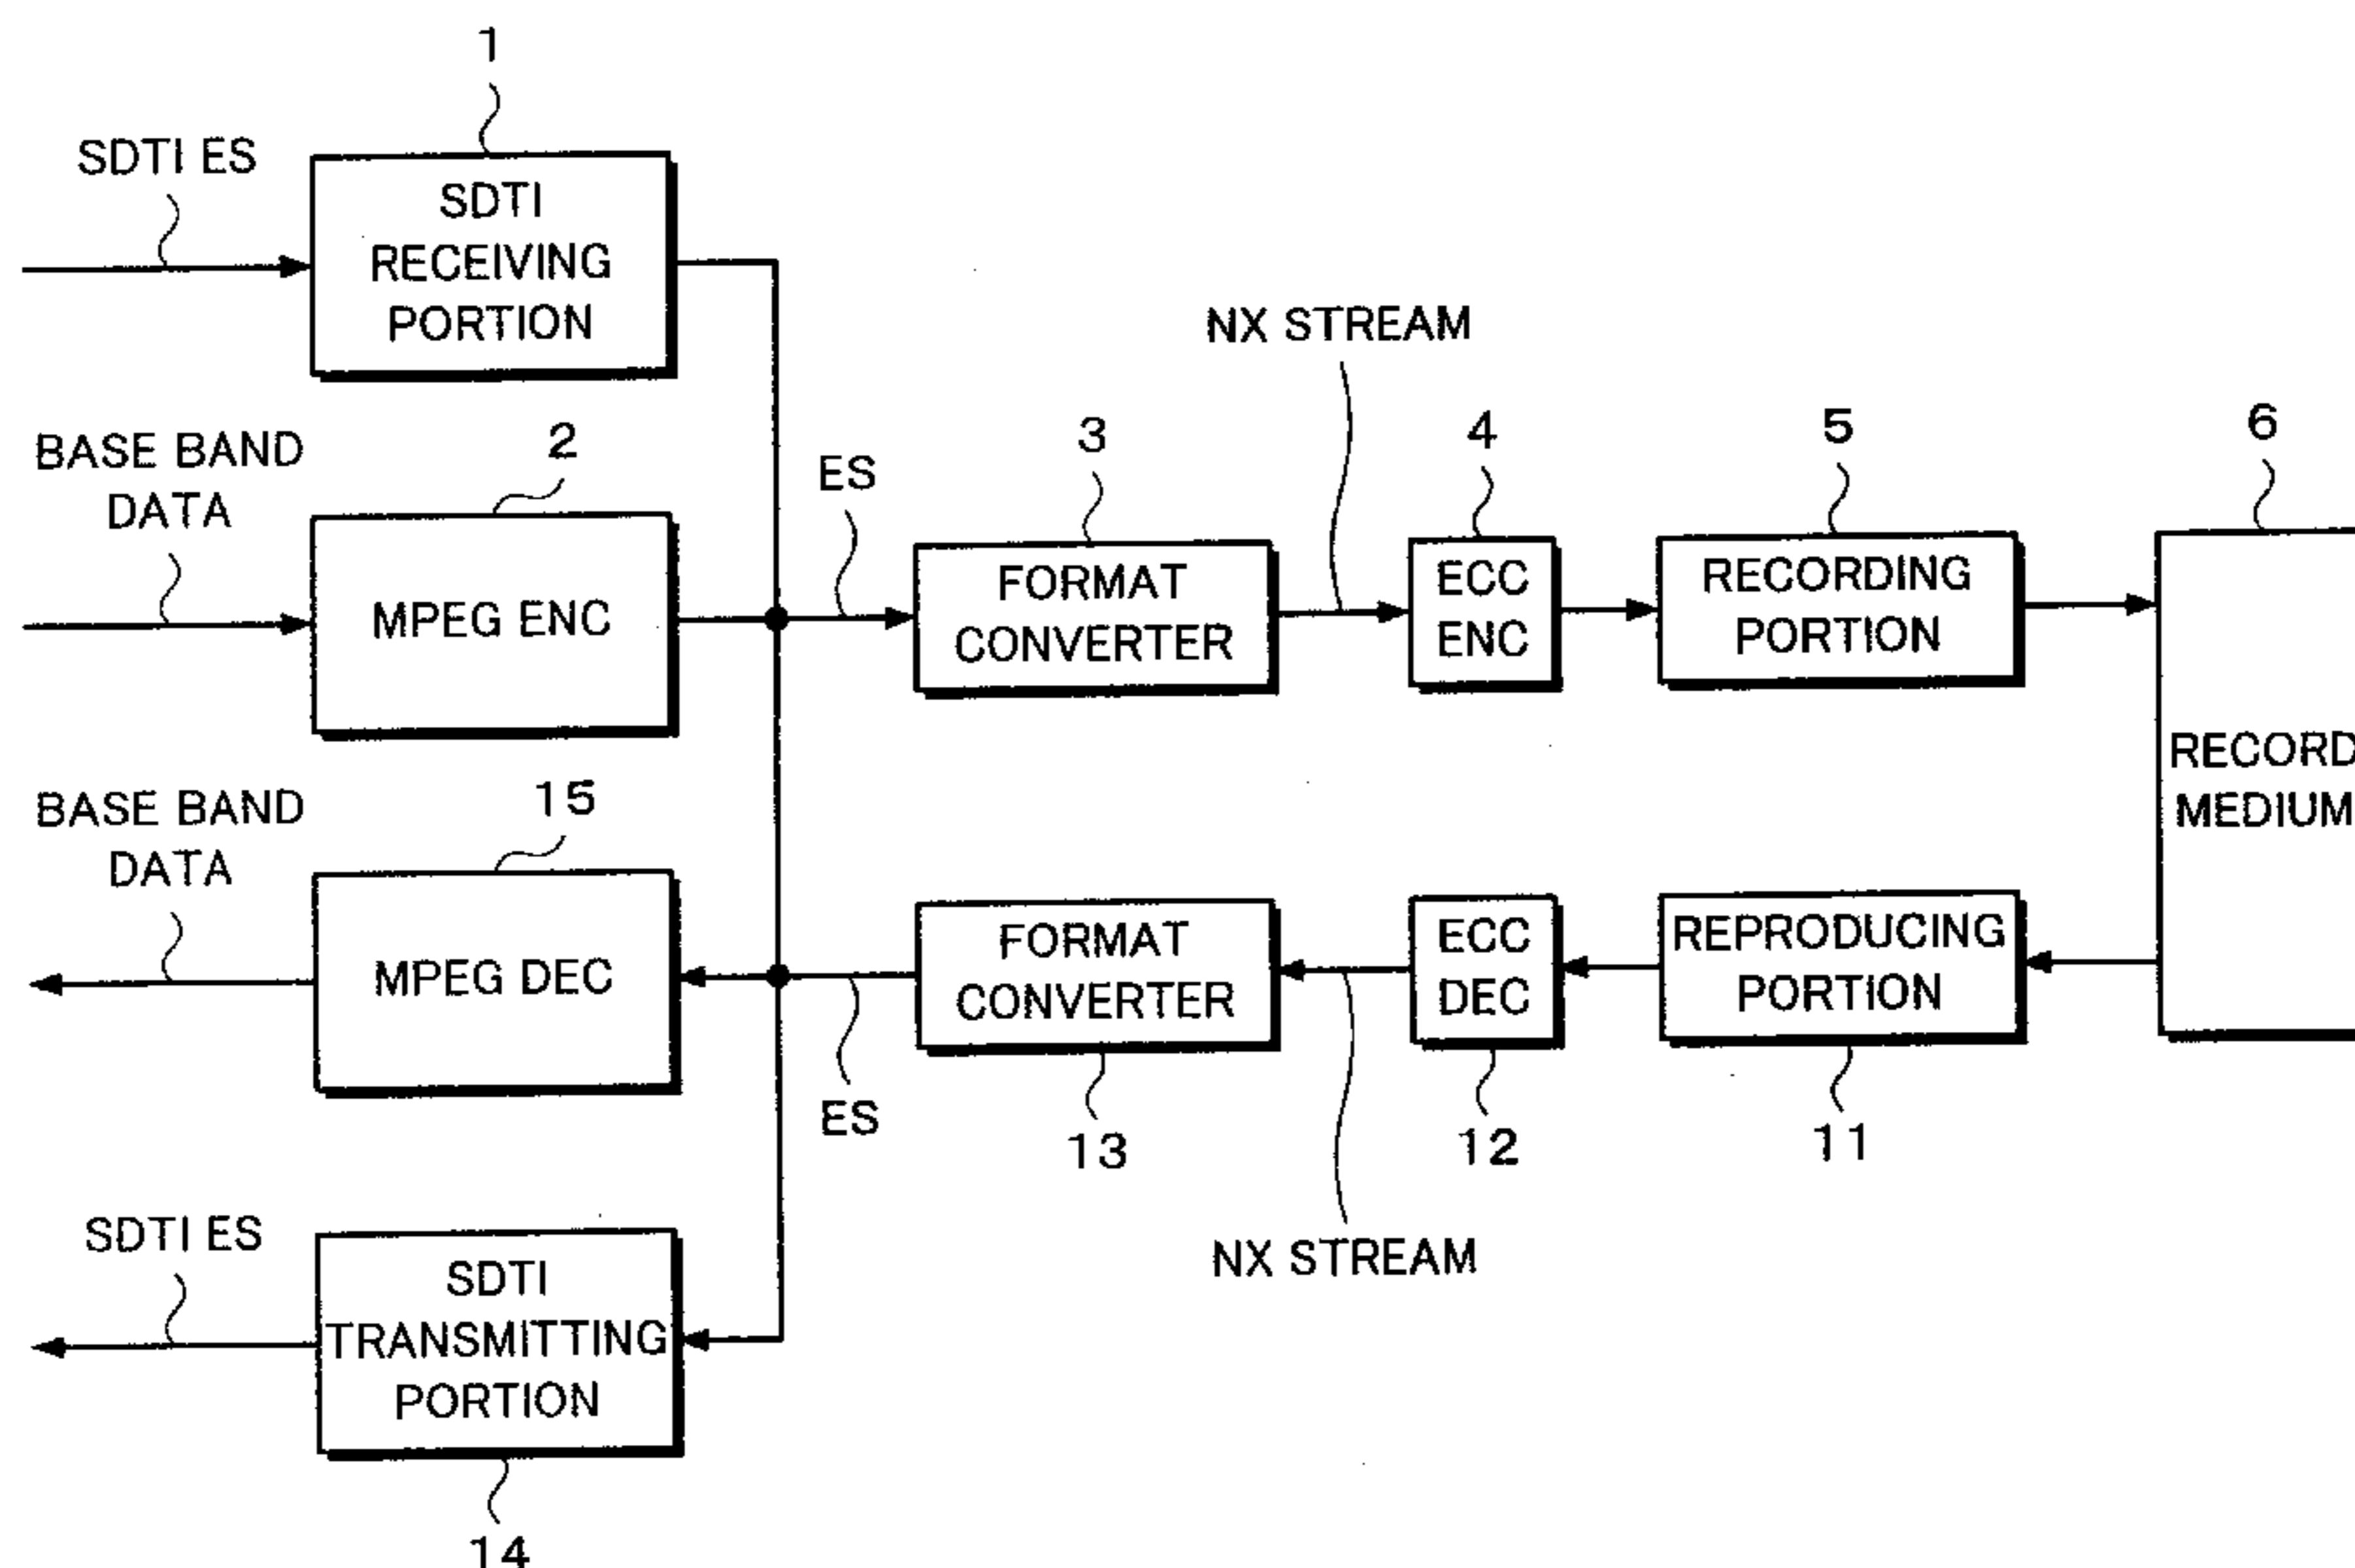 1
SDTI ES
SDTI
RECEIVING
PORTION
NX STREAM
BASE BAND
DATA
2
MPEG ENC
ES
3
FORMAT
CONVERTER
4
ECC
ENC
5
RECORDING
PORTION
6
RECORD
MEDIUM
BASE BAND
DATA
15
MPEG DEC
ES
FORMAT
CONVERTER
13
ECC
DEC
12
REPRODUCING
PORTION
11
NX STREAM
SDTI ES
SDTI
TRANSMITTING
PORTION
14